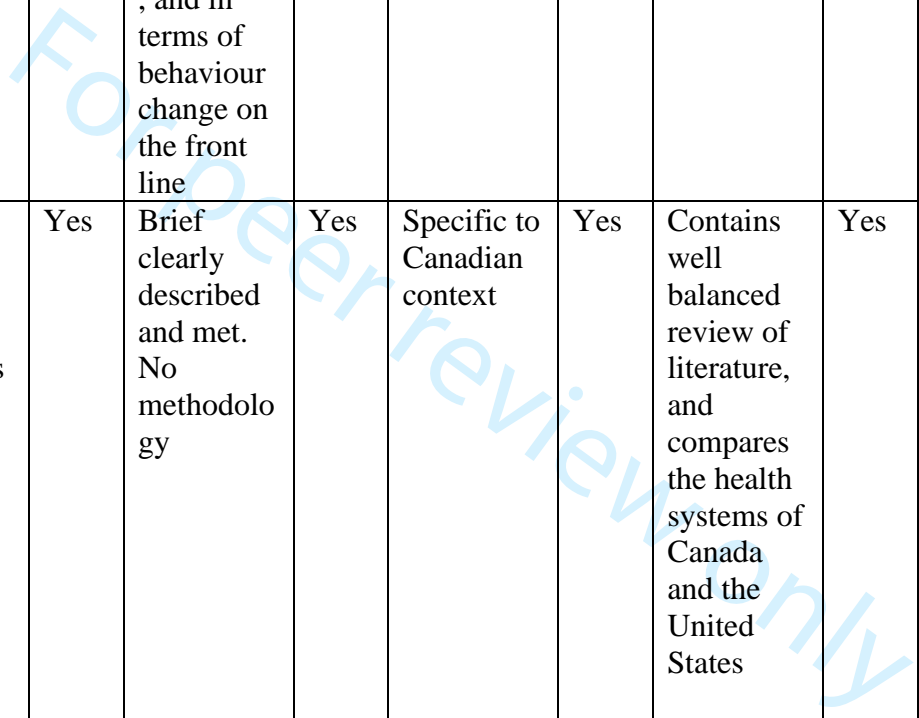 , and in
terms of
behaviour
change on
the front
line
s
Yes
Brief
clearly
described
and met.
No
methodolo
gy
Yes
Specific to
Canadian
context
Yes
Contains
well
balanced
review of
literature,
and
compares
the health
systems of
Canada
and the
United
States
Yes
For peer review only